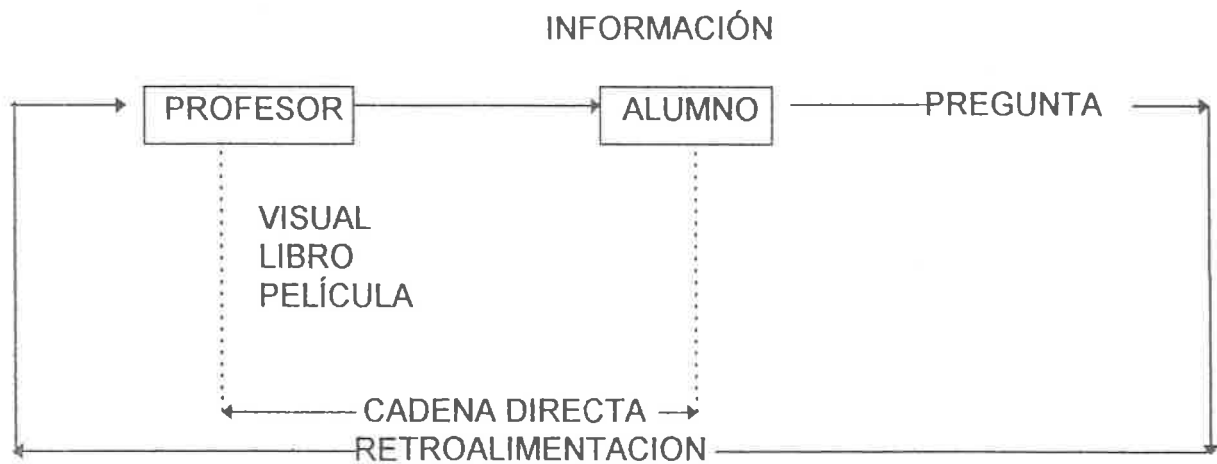 INFORMACIÓN
PROFESOR ALUMNO PREGUNTA
VISUAL
LIBRO
PELÍCULA
CADENA DIRECTA
RETROALIMENTACION